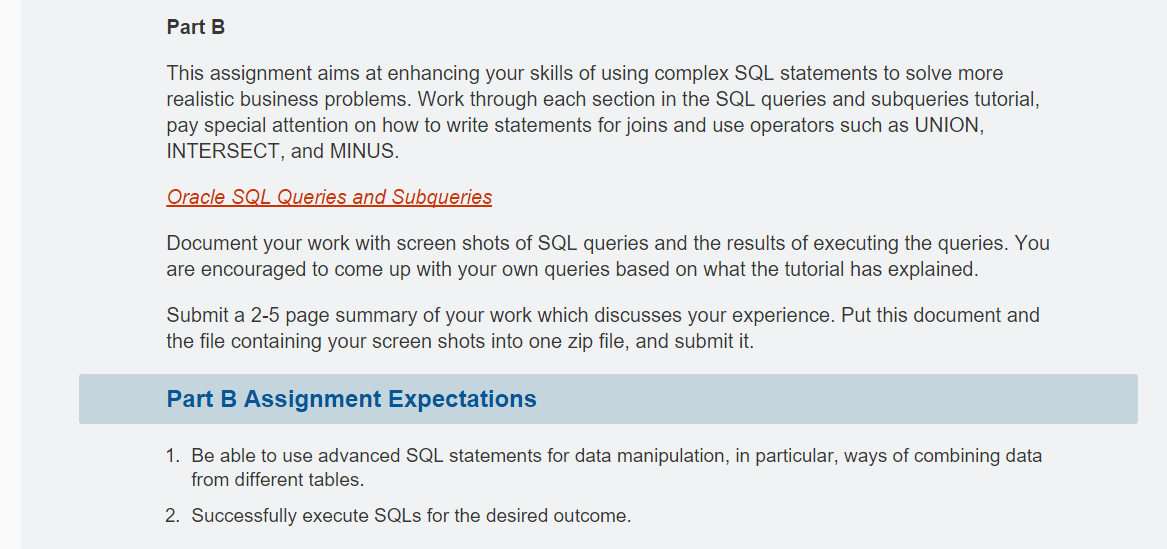 Part B
This assignment aims at enhancing your skills of using complex SQL statements to solve more
realistic business problems. Work through each section in the SQL queries and subqueries tutorial,
pay special attention on how to write statements for joins and use operators such as UNION,
INTERSECT, and MINUS.
Oracle SQL Queries and Subqueries
Document your work with screen shots of SQL queries and the results of executing the queries. You
are encouraged to come up with your own queries based on what the tutorial has explained.
Submit a 2-5 page summary of your work which discusses your experience. Put this document and
the file containing your screen shots into one zip file, and submit it.
Part B Assignment Expectations
1. Be able to use advanced SQL statements for data manipulation, in particular, ways of combining data
from different tables.
2. Successfully execute SQLs for the desired outcome.